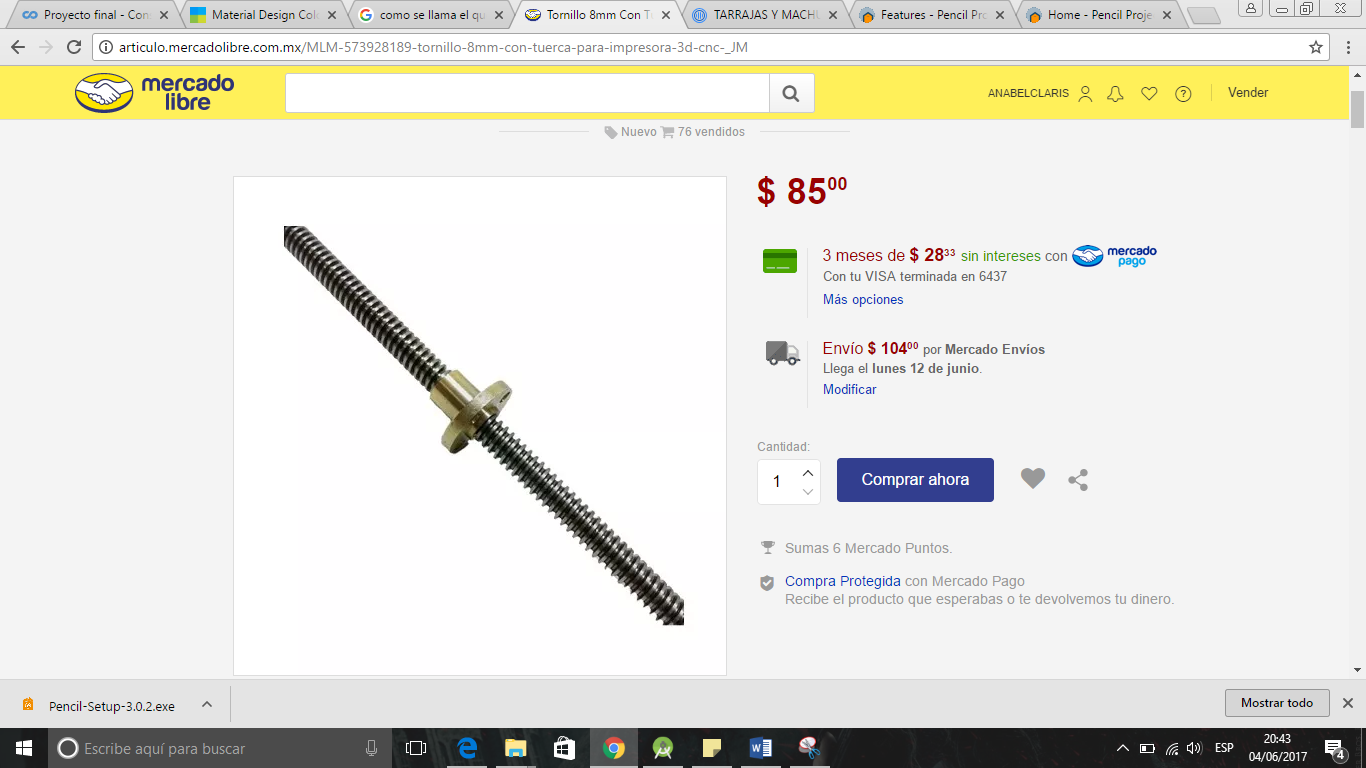 Proyecto final - Con
Material Design Col
como se llama el qu
Tornillo 8mm Con T
TARRAJAS Y MACH
Features - Pencil Pro
Home - Pencil Proje
articulo.mercadolibre.com.mx/MLM-573928189-tornillo-8mm-con-tuerca-para-impresora-3d-cnc-_JM
mercado
libre
ANABELCLARIS
Vender
Nuevo 76 vendidos
$ 85 00
3 meses de $ 28 33 sin intereses con mercado pago
Con tu VISA terminada en 6437
Más opciones
Envío $ 104 00 por Mercado Envíos
Llega el lunes 12 de junio.
Modificar
Cantidad:
1
Comprar ahora
Sumas 6 Mercado Puntos.
Compra Protegida con Mercado Pago
Recibe el producto que esperabas o te devolvemos tu dinero.
Pencil-Setup-3.0.2.exe
Mostrar todo
Escribe aquí para buscar
ESP
20:43
04/06/2017
4